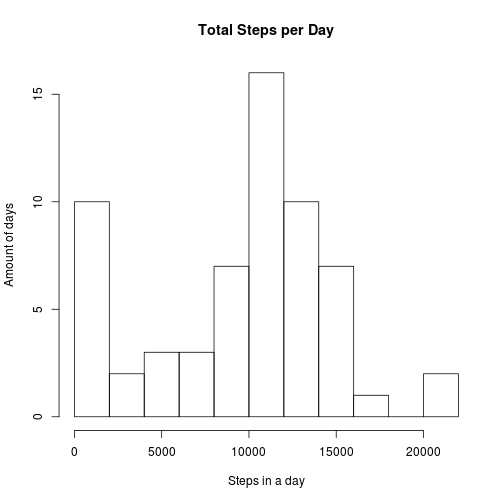 Total Steps per Day
Amount of days
15
10
5
0
0 5000 10000 15000 20000
Steps in a day